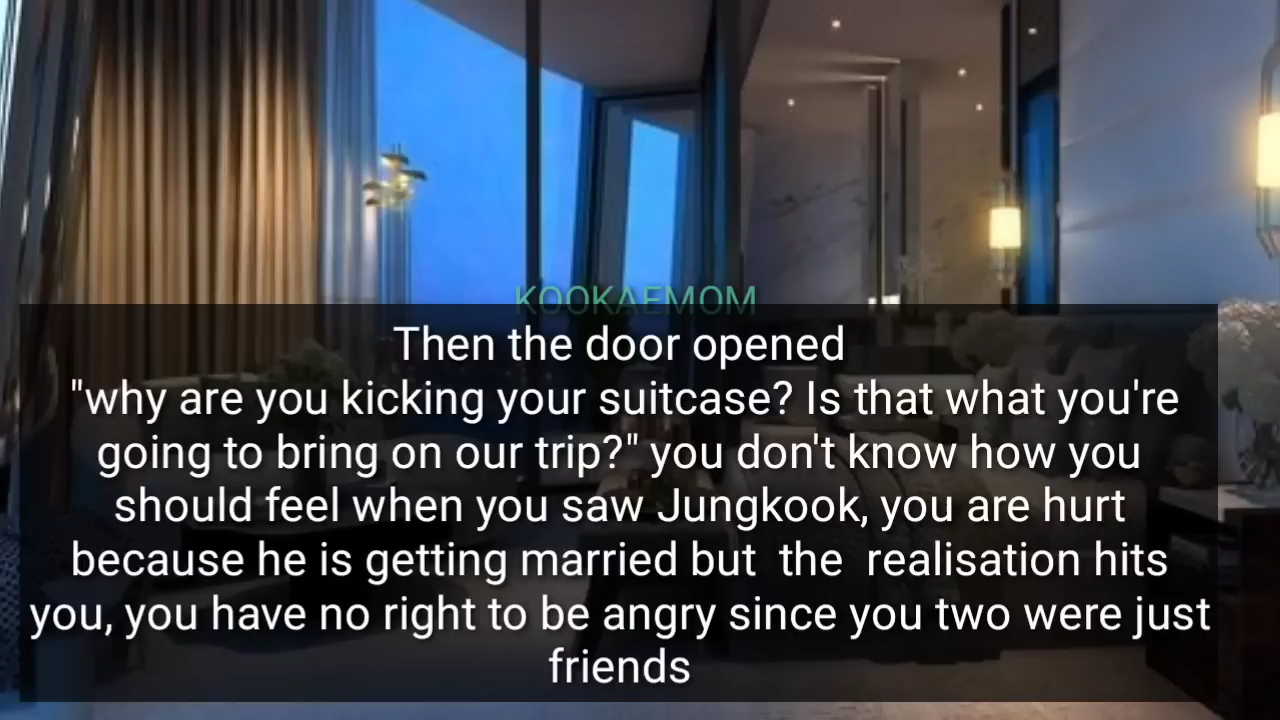 KOOKAEMOM
Then the door opened
"why are you kicking your suitcase? Is that what you're
going to bring on our trip?" you don't know how you
should feel when you saw Jungkook, you are hurt
because he is getting married but  the  realisation hits
you, you have no right to be angry since you two were just
friends